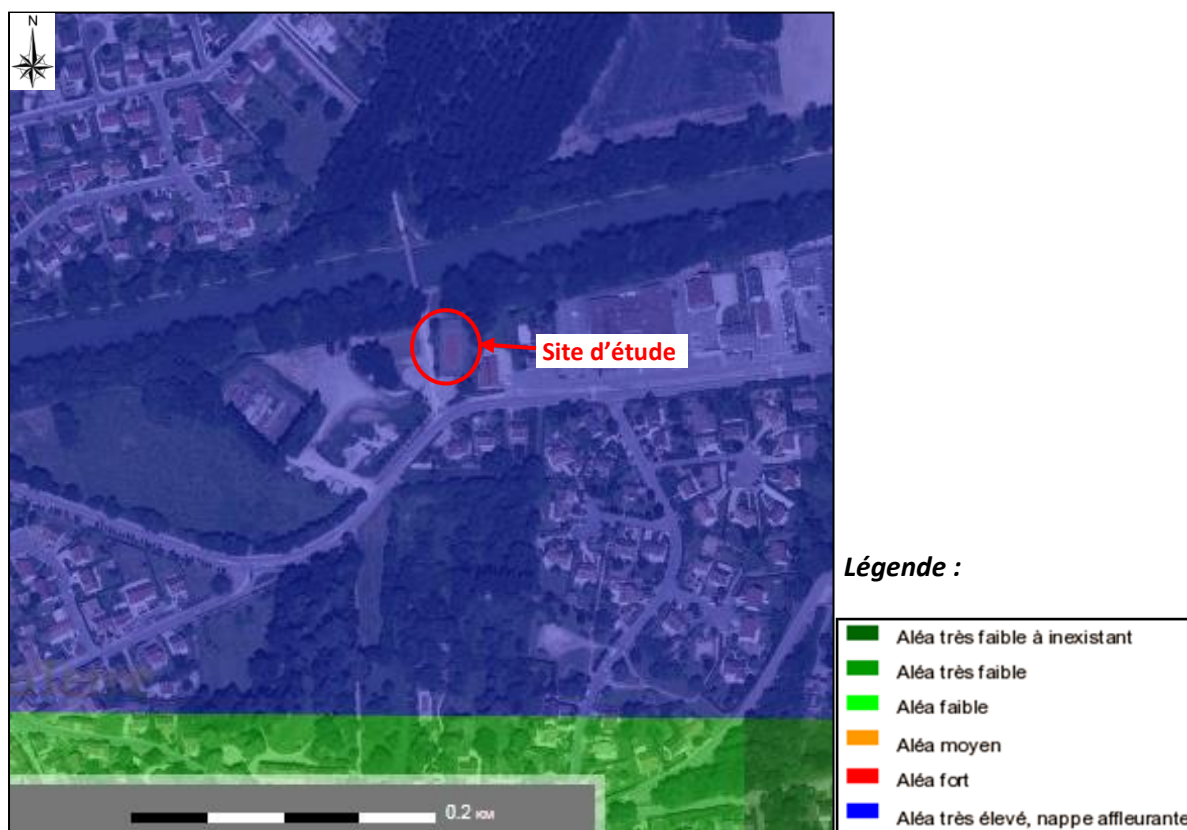 N
Site d'étude
0.2 км
Légende :
Aléa très faible à inexistant
Aléa très faible
Aléa faible
Aléa moyen
Aléa fort
Aléa très élevé, nappe affleurante